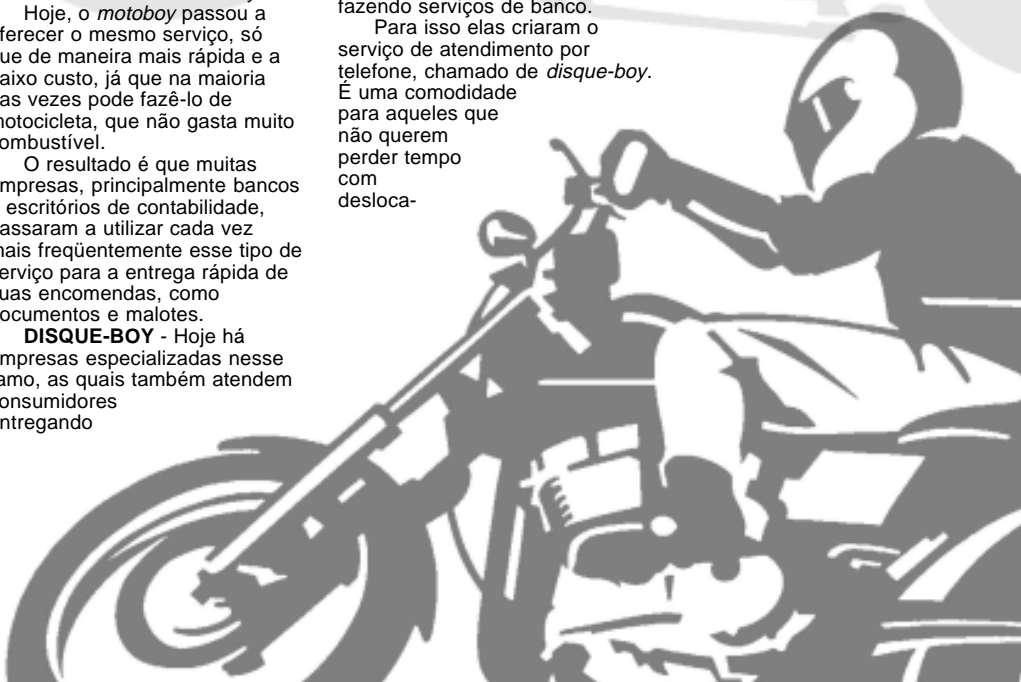 Hoje, o motoboy passou a
ferecer o mesmo serviço, só
ue de maneira mais rápida e a
aixo custo, já que na maioria
as vezes pode fazê-lo de
otocicleta, que não gasta muito
ombustível.
O resultado é que muitas
mpresas, principalmente bancos
escritórios de contabilidade,
assaram a utilizar cada vez
ais freqüentemente esse tipo de
erviço para a entrega rápida de
uas encomendas, como
ocumentos e malotes.
DISQUE-BOY - Hoje há
mpresas especializadas nesse
amo, as quais também atendem
onsumidores
ntregando
fazendo serviços de banco.
Para isso elas criaram o
serviço de atendimento por
telefone, chamado de disque-boy.
É uma comodidade
para aqueles que
não querem
perder tempo
com
desloca-